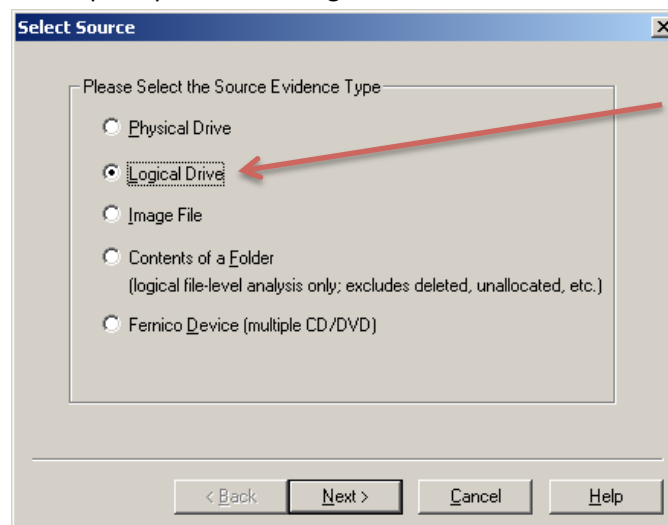 Select Source
Please Select the Source Evidence Type
Physical Drive
Logical Drive
Image File
Contents of a Folder
(logical file-level analysis only; excludes deleted, unallocated, etc.)
Fernico Device (multiple CD/DVD)
< Back Next > Cancel Help